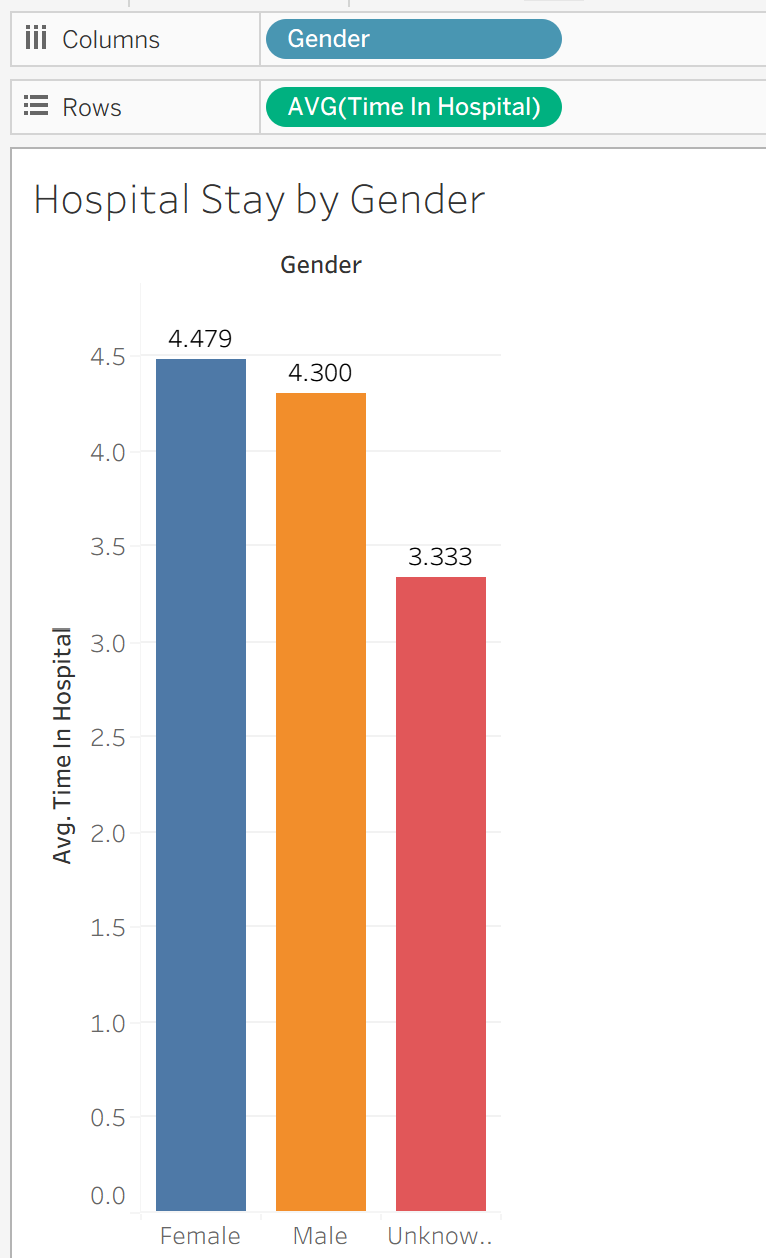 Columns
Gender
Rows
AVG(Time In Hospital)
Hospital Stay by Gender
Gender
4.479
4.300
3.333
4.5
4.0
3.5
3.0
2.5
2.0
1.5
1.0
0.5
0.0
Avg. Time In Hospital
Female
Male
Unknow..